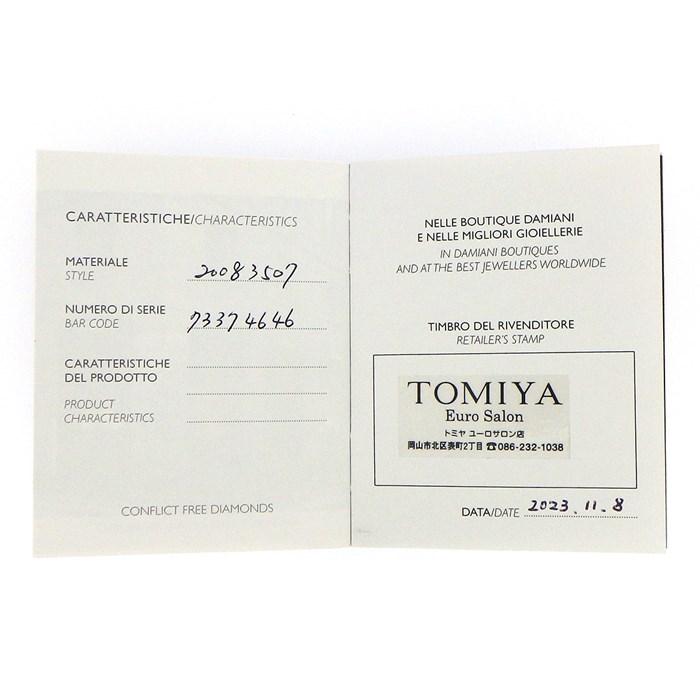 CARATTERISTICHE/CHARACTERISTICS
MATERIALE 20083507
STYLE
NUMERO DI SERIE 73374646
BAR CODE
CARATTERISTICHE
DEL PRODOTTO
PRODUCT
CHARACTERISTICS
CONFLICT FREE DIAMONDS
NELLE BOUTIQUE DAMIANI
E NELLE MIGLIORI GIOIELLERIE
IN DAMIANI BOUTIQUES
AND AT THE BEST JEWELLERS WORLDWIDE
TIMBRO DEL RIVENDITORE
RETAILER'S STAMP
TOMIYA
Euro Salon
トミヤ ユーロサロン店
岡山市北区表町2丁目 ☎086-232-1038
DATA/DATE 2023.11.8